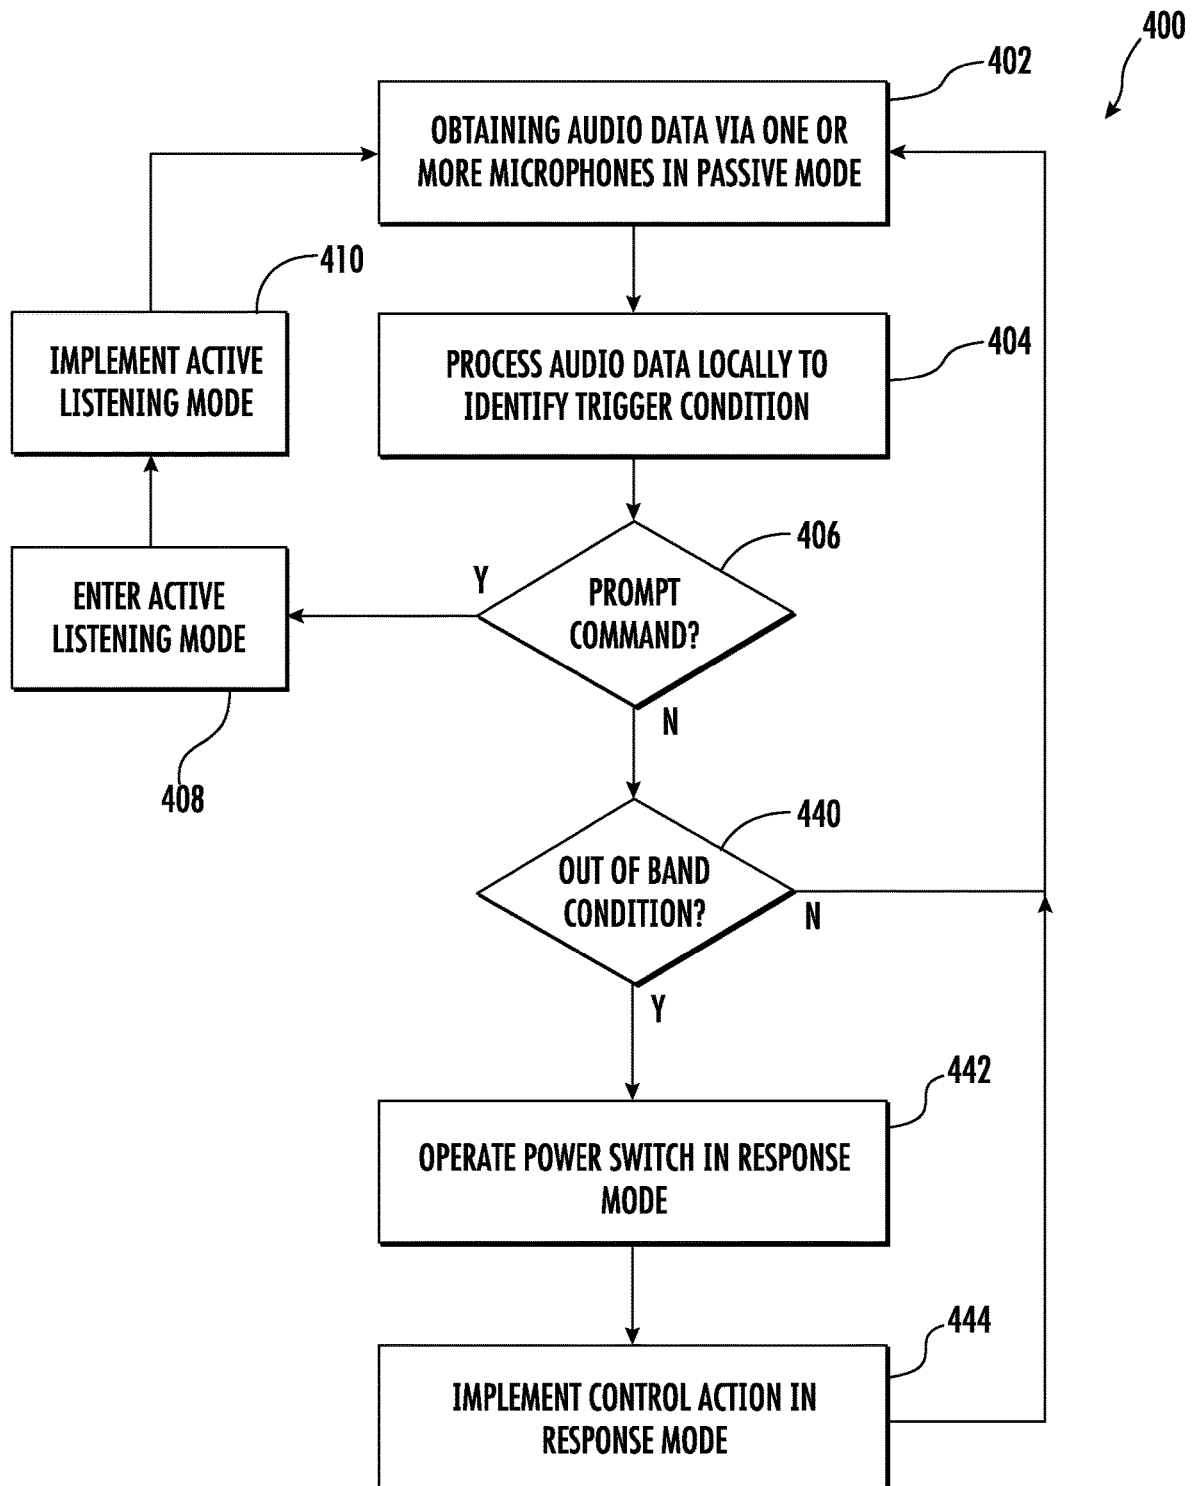 400
402
OBTAINING AUDIO DATA VIA ONE OR
MORE MICROPHONES IN PASSIVE MODE
410
IMPLEMENT ACTIVE
LISTENING MODE
404
PROCESS AUDIO DATA LOCALLY TO
IDENTIFY TRIGGER CONDITION
406
Y
PROMPT
COMMAND?
N
ENTER ACTIVE
LISTENING MODE
408
440
OUT OF BAND
CONDITION?
N
Y
442
OPERATE POWER SWITCH IN RESPONSE
MODE
444
IMPLEMENT CONTROL ACTION IN
RESPONSE MODE